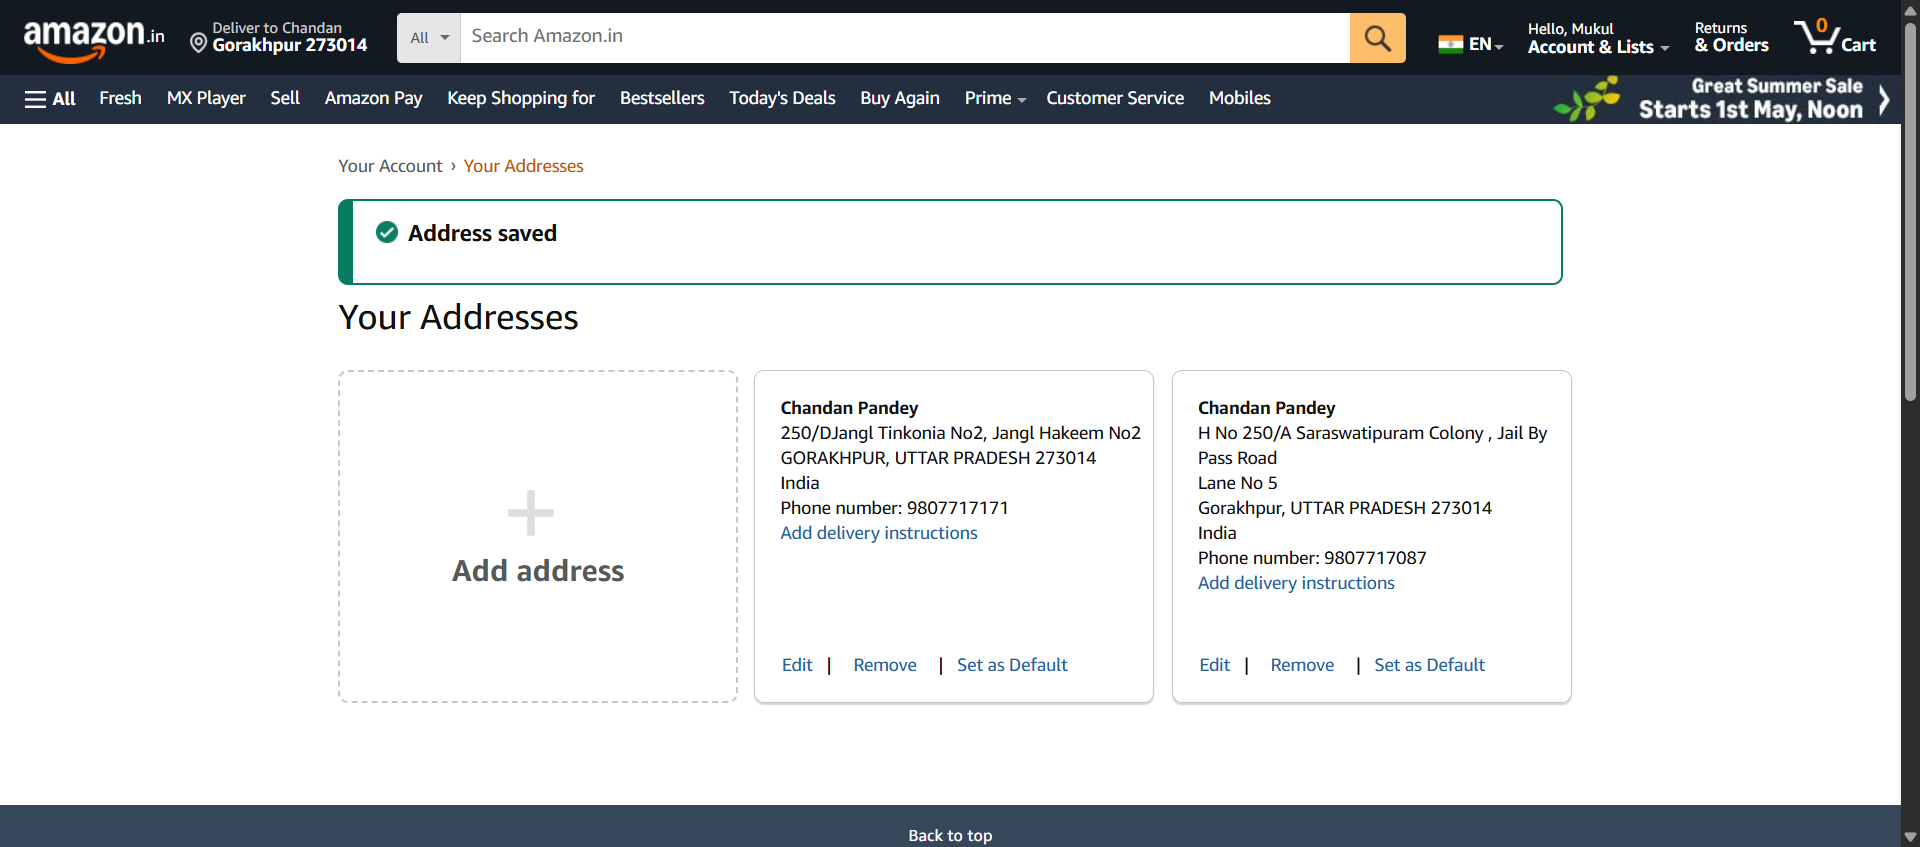 amazon.in
Deliver to Chandan
Gorakhpur 273014
All
Search Amazon.in
EN
Hello, Mukul
Account & Lists
Returns
& Orders
0
Cart
All
Fresh
MX Player
Sell
Amazon Pay
Keep Shopping for
Bestsellers
Today's Deals
Buy Again
Prime
Customer Service
Mobiles
Great Summer Sale
Starts 1st May, Noon
Your Account › Your Addresses
Address saved
Your Addresses
Add address
Chandan Pandey
250/DJangl Tinkonia No2, Jangl Hakeem No2
GORAKHPUR, UTTAR PRADESH 273014
India
Phone number: 9807717171
Add delivery instructions
Edit | Remove | Set as Default
Chandan Pandey
H No 250/A Saraswatipuram Colony , Jail By
Pass Road
Lane No 5
Gorakhpur, UTTAR PRADESH 273014
India
Phone number: 9807717087
Add delivery instructions
Edit | Remove | Set as Default
Back to top